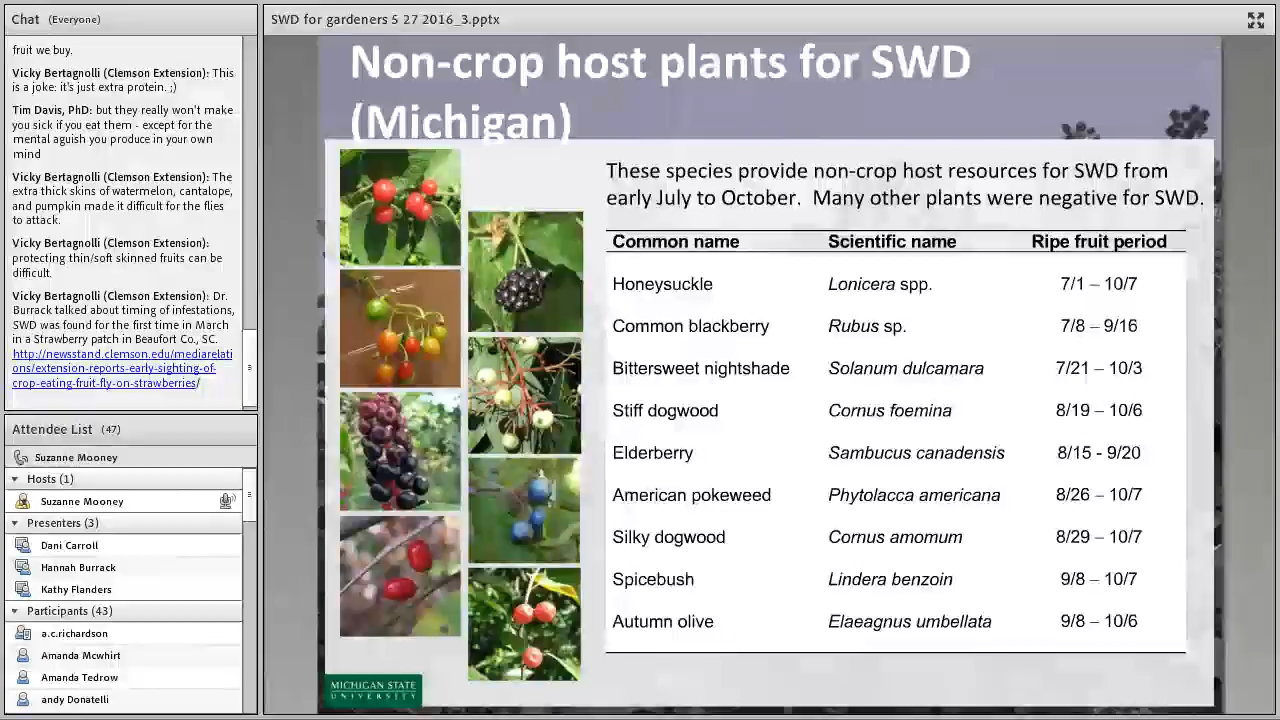 Chat (Everyone)
fruit we buy.
Vicky Bertagnolli (Clemson Extension): This
is a joke: it's just extra protein. ;)
Tim Davis, PhD: but they really won't make
you sick if you eat them - except for the
mental anguish you produce in your own
mind
Vicky Bertagnolli (Clemson Extension): The
extra thick skins of watermelon, cantalope,
and pumpkin made it difficult for the flies
to attack.
Vicky Bertagnolli (Clemson Extension):
protecting thin/soft skinned fruits can be
difficult.
Vicky Bertagnolli (Clemson Extension): Dr.
Burrack talked about timing of infestations,
SWD was found for the first time in March
in a Strawberry patch in Beaufort Co., SC.
http://newsstand.clemson.edu/mediarelati
ons/extension-reports-early-sighting-of-
crop-eating-fruit-fly-on-strawberries/
Attendee List (47)
Suzanne Mooney
Hosts (1)
Suzanne Mooney
Presenters (3)
Dani Carroll
Hannah Burrack
Kathy Flanders
Participants (43)
a.c.richardson
Amanda Mcwhirt
Amanda Tedrow
andy Donatelli
SWD for gardeners 5 27 2016_3.pptx
Non-crop host plants for SWD
(Michigan)
These species provide non-crop host resources for SWD from
early July to October. Many other plants were negative for SWD.
Common name Scientific name Ripe fruit period
Honeysuckle Lonicera spp. 7/1 – 10/7
Common blackberry Rubus sp. 7/8 – 9/16
Bittersweet nightshade Solanum dulcamara 7/21 – 10/3
Stiff dogwood Cornus foemina 8/19 – 10/6
Elderberry Sambucus canadensis 8/15 - 9/20
American pokeweed Phytolacca americana 8/26 – 10/7
Silky dogwood Cornus amomum 8/29 – 10/7
Spicebush Lindera benzoin 9/8 – 10/7
Autumn olive Elaeagnus umbellata 9/8 – 10/6
MICHIGAN STATE
UNIVERSITY